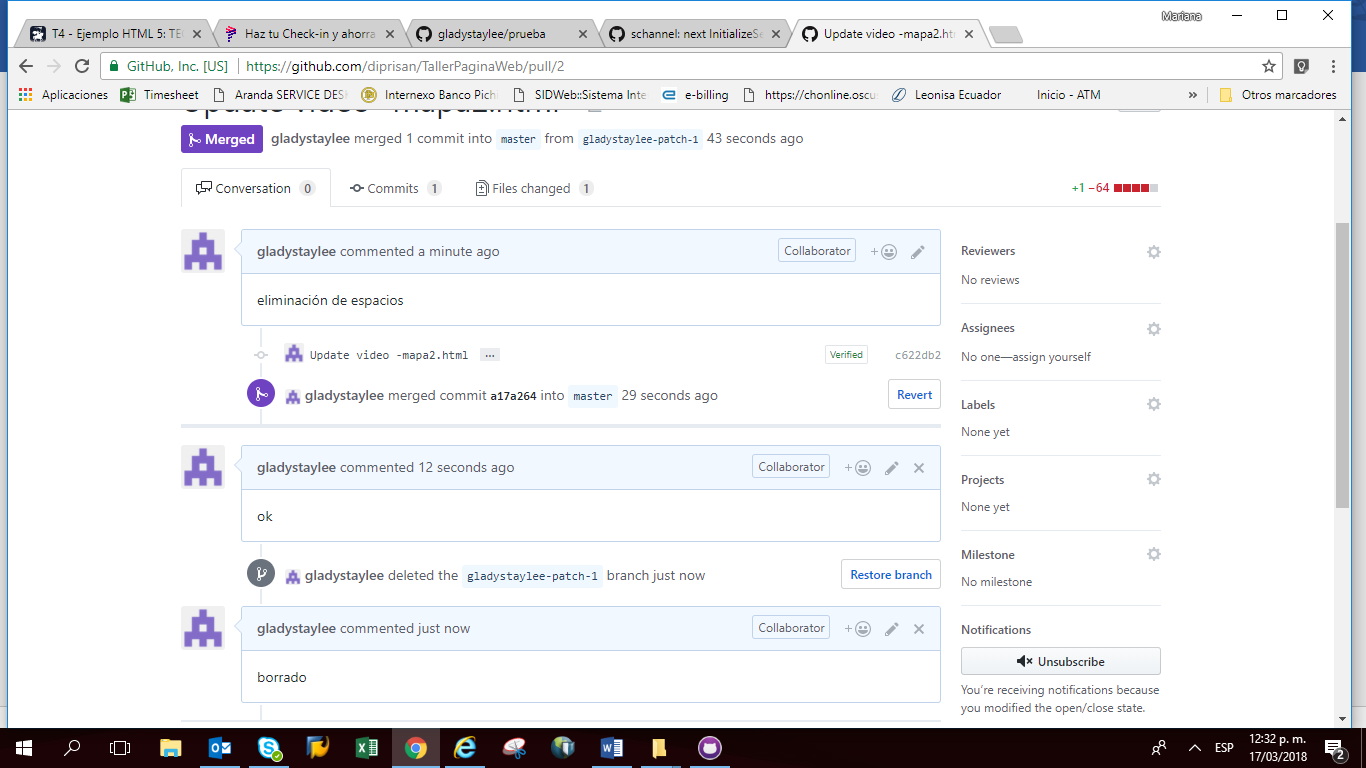 Mariana
T4 - Ejemplo HTML 5: TE
Haz tu Check-in y ahorra
gladystaylee/prueba
schannel: next InitializeSe
Update video -mapa2.htm
GitHub, Inc. [US]
https://github.com/diprisan/TallerPaginaWeb/pull/2
Aplicaciones
Timesheet
Aranda SERVICE DES
Internexo Banco Pich
SIDWeb::Sistema Inte
e-billing
https://chonline.oscus
Leonisa Ecuador
Inicio - ATM
»
Otros marcadores
Update video -mapa2.html
Merged
gladystaylee merged 1 commit into master from gladystaylee-patch-1 43 seconds ago
Conversation 0
Commits 1
Files changed 1
+1 −64
gladystaylee commented a minute ago
Collaborator
eliminación de espacios
Update video -mapa2.html …
Verified
c622db2
gladystaylee merged commit a17a264 into master 29 seconds ago
Revert
gladystaylee commented 12 seconds ago
Collaborator
ok
gladystaylee deleted the gladystaylee-patch-1 branch just now
Restore branch
gladystaylee commented just now
Collaborator
borrado
Reviewers
No reviews
Assignees
No one—assign yourself
Labels
None yet
Projects
None yet
Milestone
No milestone
Notifications
Unsubscribe
You're receiving notifications because
you modified the open/close state.
ESP
12:32 p. m.
17/03/2018
2